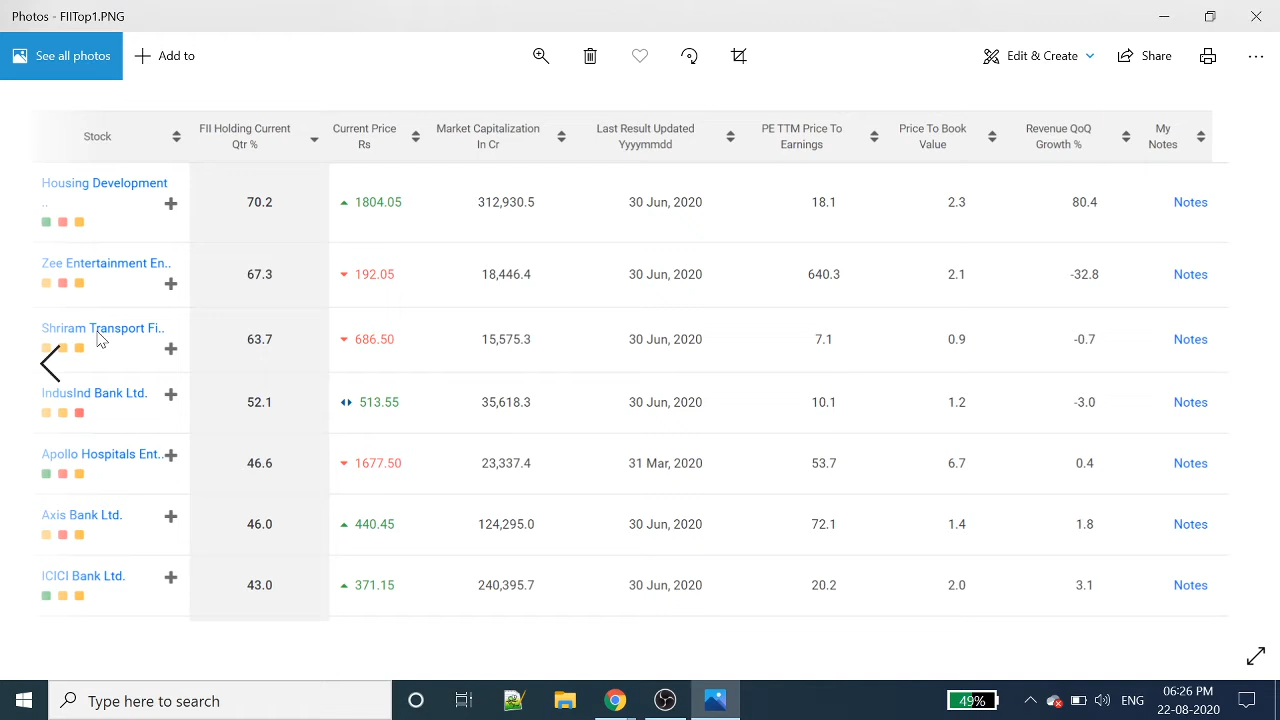 Photos - FIITop1.PNG
See all photos
Add to
Edit & Create
Share
Stock
FII Holding Current Qtr %
Current Price Rs
Market Capitalization In Cr
Last Result Updated Yyyymmdd
PE TTM Price To Earnings
Price To Book Value
Revenue QoQ Growth %
My Notes
Housing Development ..
70.2
1804.05
312,930.5
30 Jun, 2020
18.1
2.3
80.4
Notes
Zee Entertainment En..
67.3
192.05
18,446.4
30 Jun, 2020
640.3
2.1
-32.8
Notes
Shriram Transport Fi..
63.7
686.50
15,575.3
30 Jun, 2020
7.1
0.9
-0.7
Notes
IndusInd Bank Ltd.
52.1
513.55
35,618.3
30 Jun, 2020
10.1
1.2
-3.0
Notes
Apollo Hospitals Ent..
46.6
1677.50
23,337.4
31 Mar, 2020
53.7
6.7
0.4
Notes
Axis Bank Ltd.
46.0
440.45
124,295.0
30 Jun, 2020
72.1
1.4
1.8
Notes
ICICI Bank Ltd.
43.0
371.15
240,395.7
30 Jun, 2020
20.2
2.0
3.1
Notes
Type here to search
49%
ENG
06:26 PM
22-08-2020